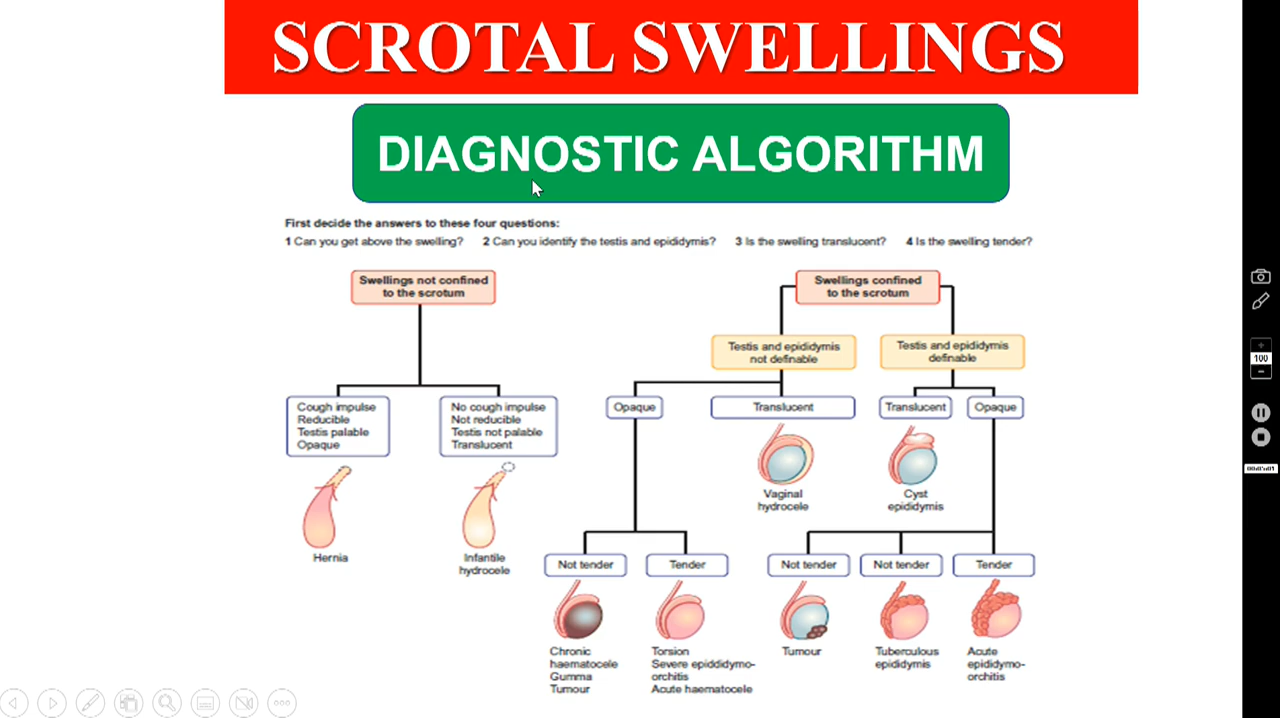 SCROTAL SWELLINGS
DIAGNOSTIC ALGORITHM
First decide the answers to these four questions:
1 Can you get above the swelling? 2 Can you identify the testis and epididymis? 3 Is the swelling translucent? 4 Is the swelling tender?
Swellings not confined
to the scrotum
Swellings confined
to the scrotum
Testis and epididymis
not definable
Testis and epididymis
definable
Cough impulse
Reducible
Testis palable
Opaque
No cough impulse
Not reducible
Testis not palable
Translucent
Opaque
Translucent
Translucent
Opaque
Vaginal
hydrocele
Cyst
epididymis
Hernia
Infantile
hydrocele
Not tender
Tender
Not tender
Not tender
Tender
Chronic
haematocele
Gumma
Tumour
Torsion
Severe epiddidymo-
orchitis
Acute haematocele
Tumour
Tuberculous
epididymis
Acute
epididymo-
orchitis
100